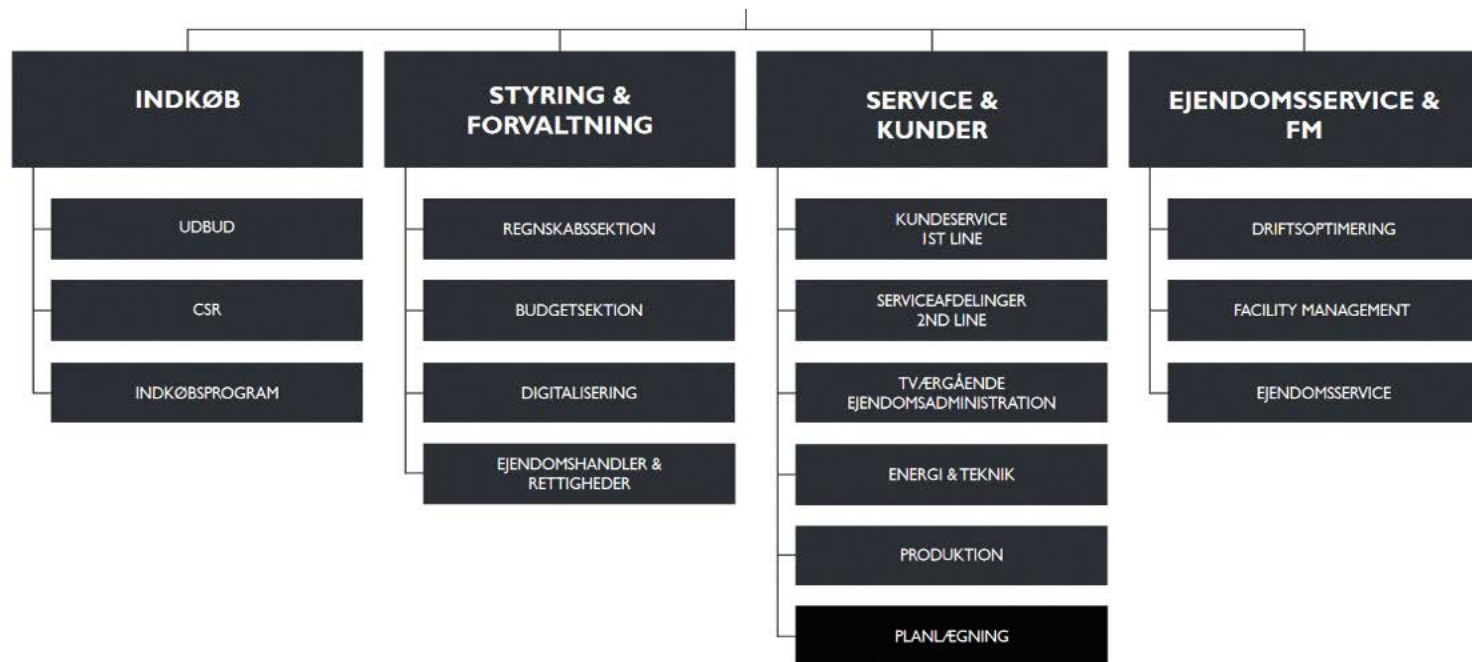 INDKØB
UDBUD
CSR
INDKØBSPROGRAM
STYRING &
FORVALTNING
REGNSKABSSEKTION
BUDGETSEKTION
DIGITALISERING
EJENDOMSHANDLER &
RETTIGHEDER
SERVICE &
KUNDER
KUNDESERVICE
1ST LINE
SERVICEAFDELINGER
2ND LINE
TVÆRGÅENDE
EJENDOMSADMINISTRATION
ENERGI & TEKNIK
PRODUKTION
PLANLÆGNING
EJENDOMSSERVICE &
FM
DRIFTSOPTIMERING
FACILITY MANAGEMENT
EJENDOMSSERVICE